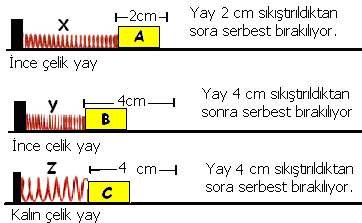 X
2cm
A
Yay 2 cm sıkıştırıldıktan
sora serbest bırakılıyor.
İnce çelik yay
y
4cm
B
Yay 4 cm sıkıştırıldıktan
sonra serbest bırakılıyor
İnce çelik yay
Z
4 cm
C
Yay 4 cm sıkıştırıldıktan
sora serbest bırakılıyor.
Kalın çelik yay